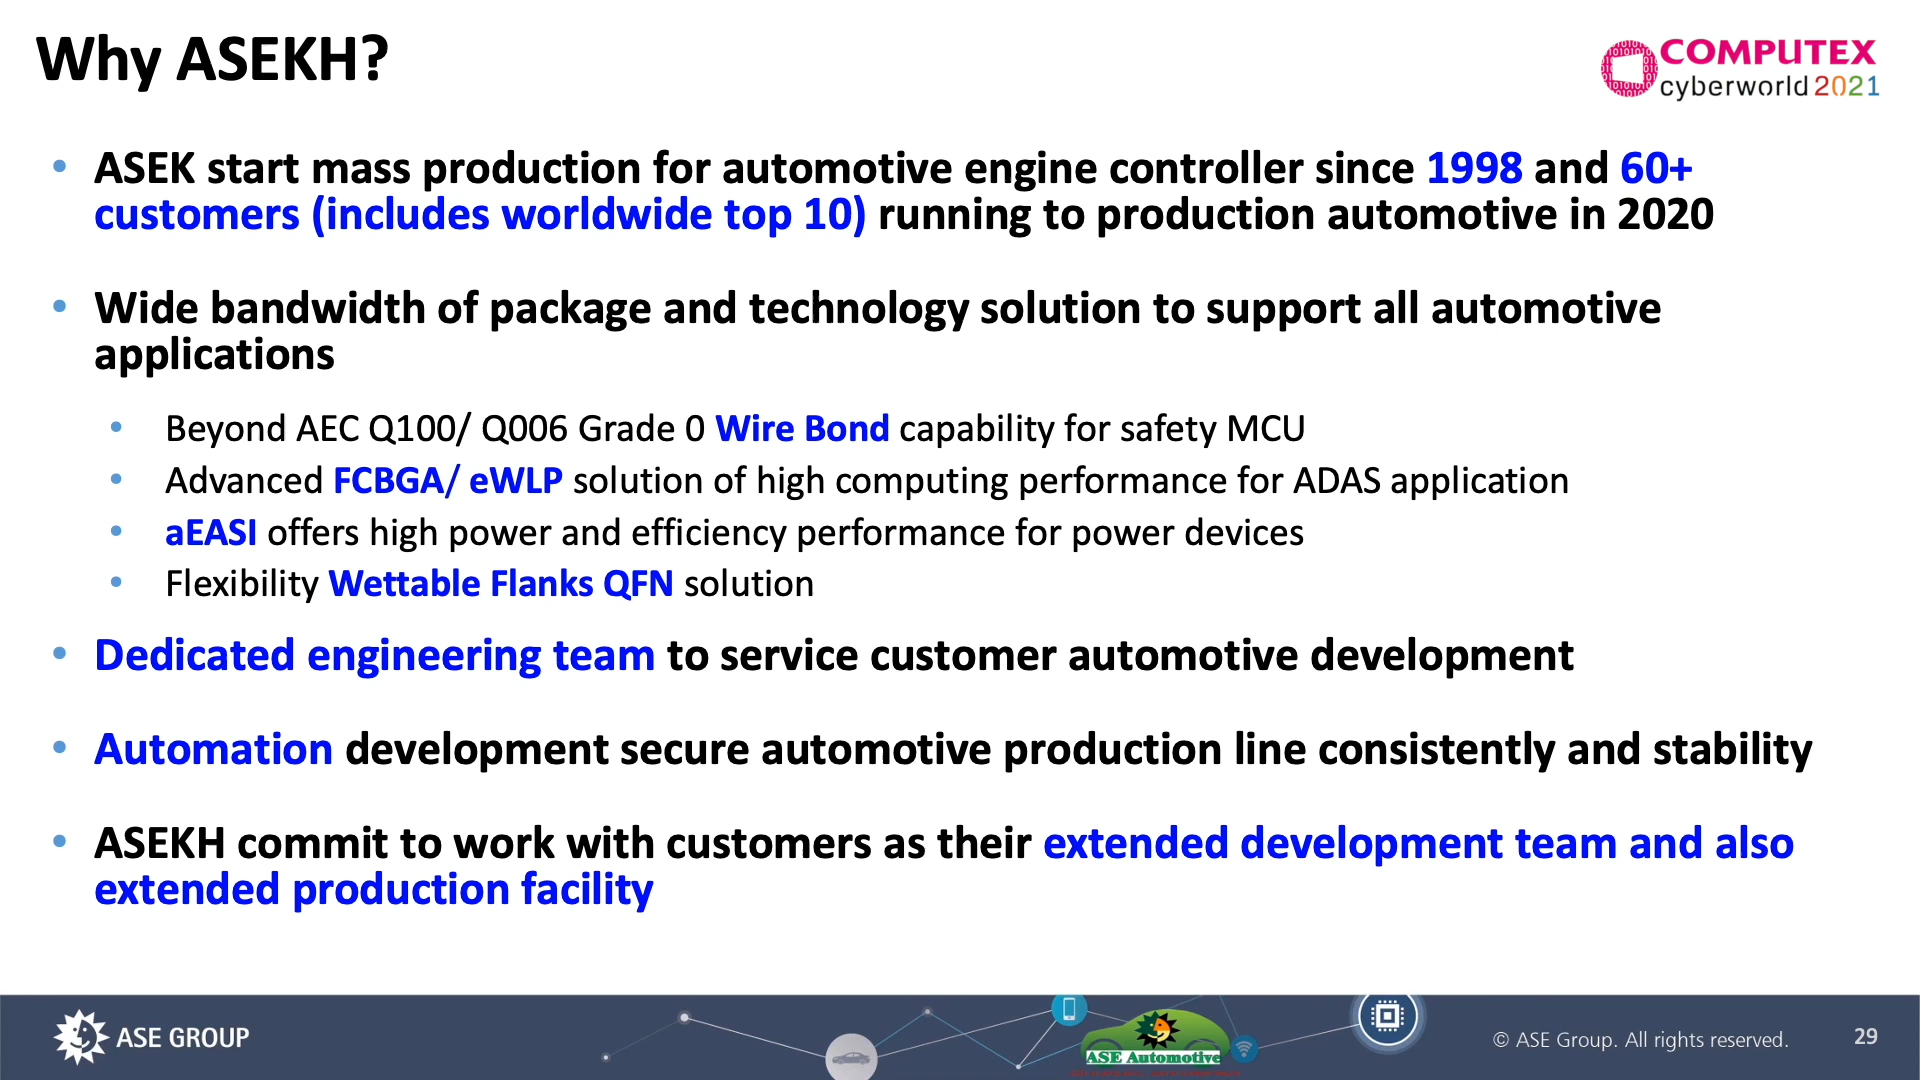 Why ASEKH?
COMPUTEX
cyberworld 2021
• ASEK start mass production for automotive engine controller since 1998 and 60+
customers (includes worldwide top 10) running to production automotive in 2020
• Wide bandwidth of package and technology solution to support all automotive
applications
• Beyond AEC Q100/ Q006 Grade 0 Wire Bond capability for safety MCU
• Advanced FCBGA/ eWLP solution of high computing performance for ADAS application
• aEASI offers high power and efficiency performance for power devices
• Flexibility Wettable Flanks QFN solution
• Dedicated engineering team to service customer automotive development
• Automation development secure automotive production line consistently and stability
• ASEKH commit to work with customers as their extended development team and also
extended production facility
ASE GROUP
ASE Automotive
© ASE Group. All rights reserved.
29